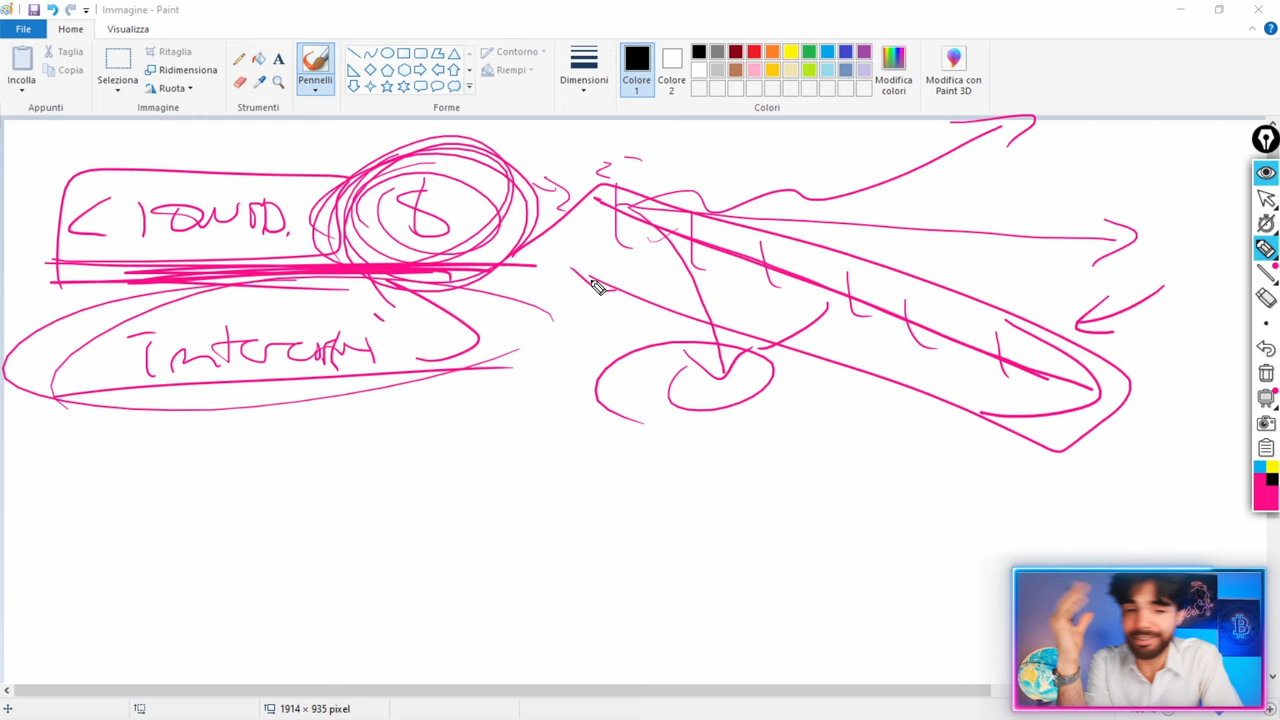 Immagine - Paint
File
Home
Visualizza
Incolla
Taglia
Copia
Appunti
Seleziona
Ritaglia
Ridimensiona
Ruota
Immagine
A
Strumenti
Pennelli
Forme
Contorno
Riempi
Dimensioni
Colore 1
Colore 2
Modifica colori
Colori
Modifica con Paint 3D
$
1914 × 935 pixel